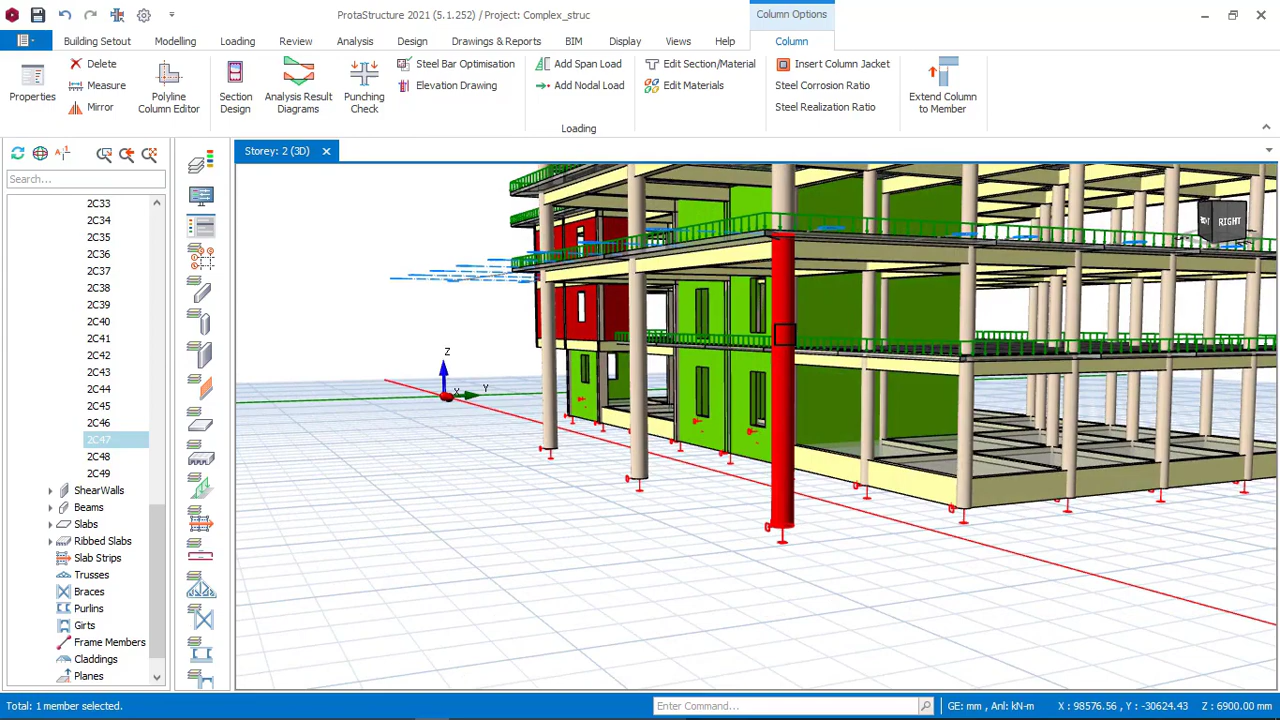 ProtaStructure 2021 (5.1.252) / Project: Complex_struc
Column Options
Building Setout
Modelling
Loading
Review
Analysis
Design
Drawings & Reports
BIM
Display
Views
Help
Column
Properties
Delete
Measure
Mirror
Polyline
Column Editor
Section
Design
Analysis Result
Diagrams
Punching
Check
Steel Bar Optimisation
Elevation Drawing
Add Span Load
Add Nodal Load
Loading
Edit Section/Material
Edit Materials
Insert Column Jacket
Steel Corrosion Ratio
Steel Realization Ratio
Extend Column
to Member
Storey: 2 (3D)
Search...
2C33
2C34
2C35
2C36
2C37
2C38
2C39
2C40
2C41
2C42
2C43
2C44
2C45
2C46
2C47
2C48
2C49
ShearWalls
Beams
Slabs
Ribbed Slabs
Slab Strips
Trusses
Braces
Purlins
Girts
Frame Members
Claddings
Planes
Z
X
Y
RIGHT
Total: 1 member selected.
Enter Command...
GE: mm, Anl: kN-m
X : 98576.56
Y : -30624.43
Z : 6900.00 mm